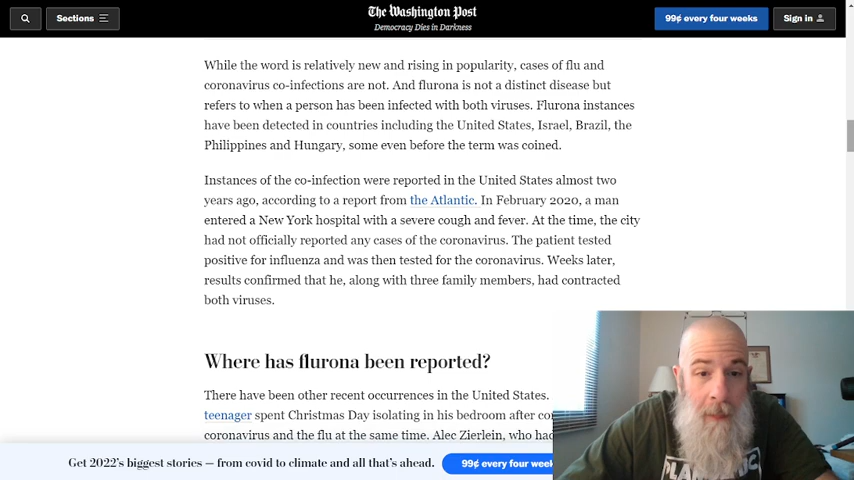 Sections
The Washington Post
Democracy Dies in Darkness
99¢ every four weeks
Sign in
While the word is relatively new and rising in popularity, cases of flu and
coronavirus co-infections are not. And flurona is not a distinct disease but
refers to when a person has been infected with both viruses. Flurona instances
have been detected in countries including the United States, Israel, Brazil, the
Philippines and Hungary, some even before the term was coined.
Instances of the co-infection were reported in the United States almost two
years ago, according to a report from the Atlantic. In February 2020, a man
entered a New York hospital with a severe cough and fever. At the time, the city
had not officially reported any cases of the coronavirus. The patient tested
positive for influenza and was then tested for the coronavirus. Weeks later,
results confirmed that he, along with three family members, had contracted
both viruses.
Where has flurona been reported?
There have been other recent occurrences in the United States.
teenager spent Christmas Day isolating in his bedroom after
coronavirus and the flu at the same time. Alec Zierlein, who had
Get 2022's biggest stories — from covid to climate and all that's ahead.
99¢ every four